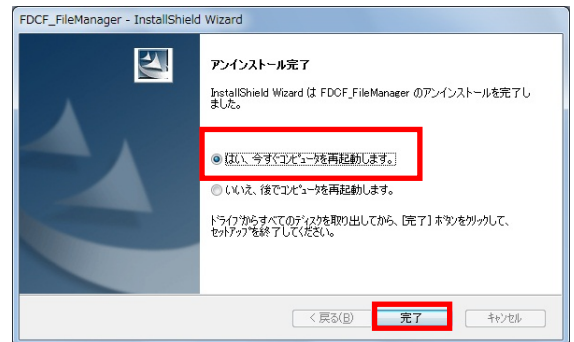 FDCF_FileManager - InstallShield Wizard
アンインストール完了
InstallShield Wizard は FDCF_FileManager のアンインストールを完了し
ました。
はい、今すぐコンピュータを再起動します。
いいえ、後でコンピュータを再起動します。
ドライブからすべてのディスクを取り出してから、[完了] ボタンをクリックして、
セットアップを終了してください。
< 戻る(B) 完了 キャンセル